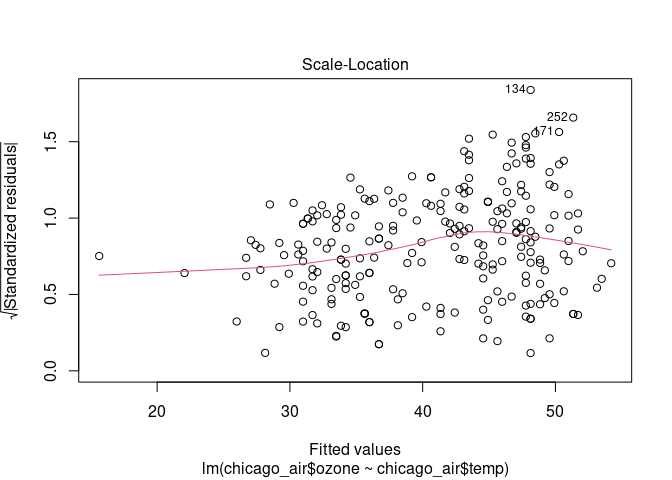 Scale-Location
√|Standardized residuals|
1.5
1.0
0.5
0.0
134
252
171
20
30
40
50
Fitted values
lm(chicago_air$ozone ~ chicago_air$temp)